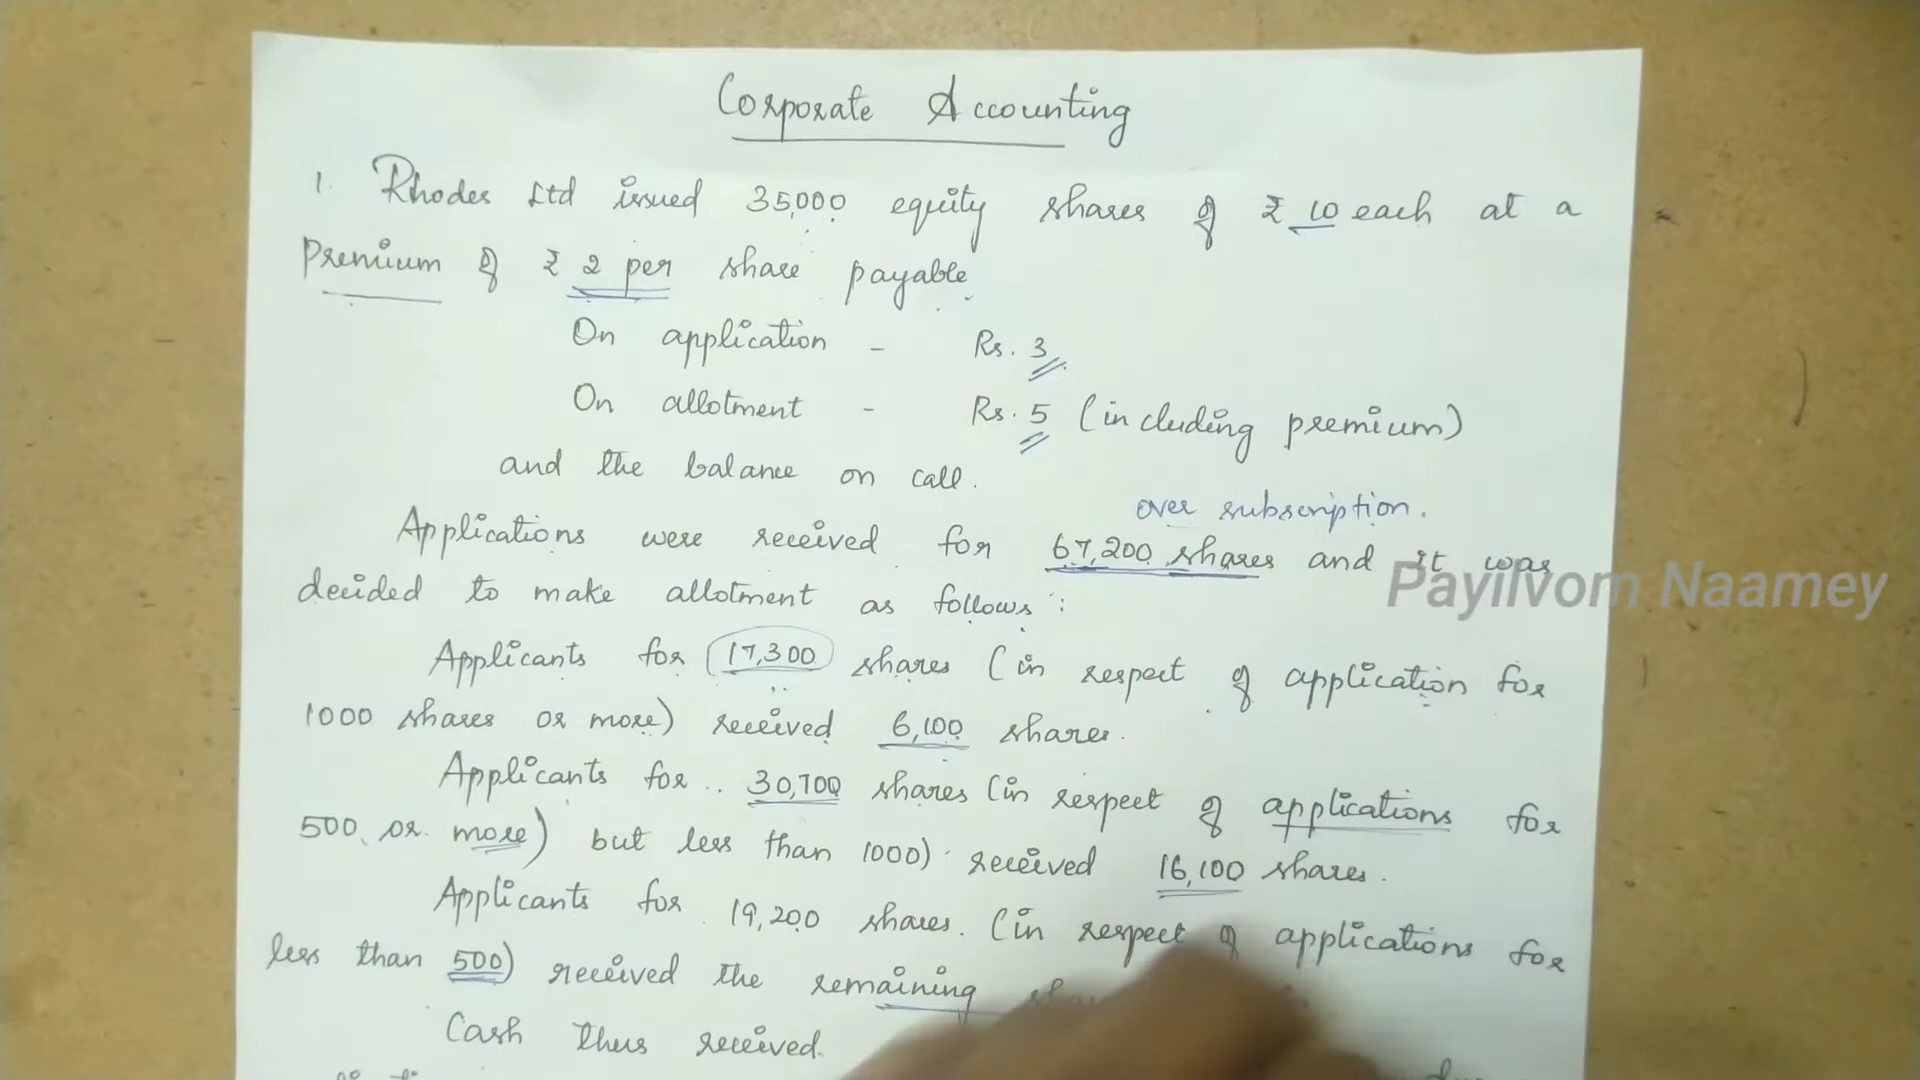 Corporate Accounting
1. Rhodes Ltd issued 35,000 equity shares of ₹ 10 each at a
premium of ₹ 2 per share payable
On application - Rs. 3
On allotment - Rs. 5 (including premium)
and the balance on call.
over subscription.
Applications were received for 67,200 shares and it was
Payilvom Naamey
decided to make allotment as follows:
Applicants for 17,300 shares (in respect of application for
1000 shares or more) received 6,100 shares.
Applicants for 30,700 shares (in respect of applications for
500 or more) but less than 1000) received 16,100 shares.
Applicants for 19,200 shares. (in respect of applications for
less than 500) received the remaining
Cash thus received.